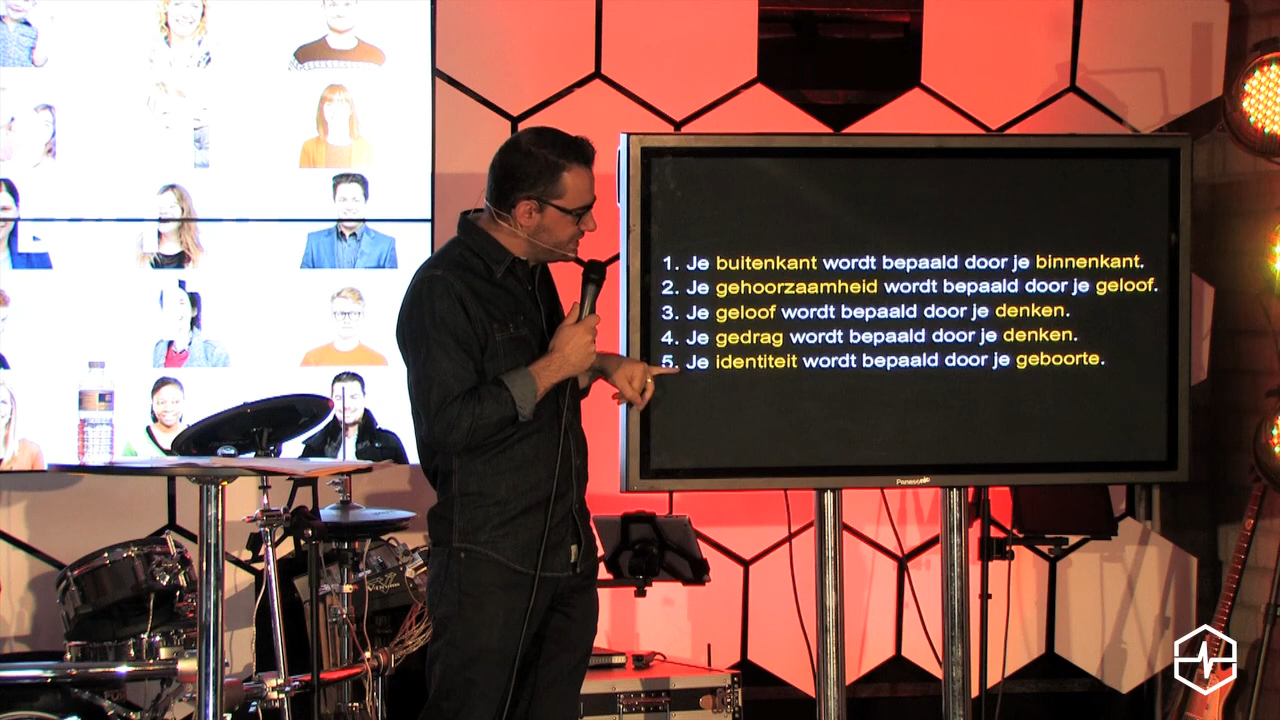 1. Je buitenkant wordt bepaald door je binnenkant.
2. Je gehoorzaamheid wordt bepaald door je geloof.
3. Je geloof wordt bepaald door je denken.
4. Je gedrag wordt bepaald door je denken.
5. Je identiteit wordt bepaald door je geboorte.
Panasonic